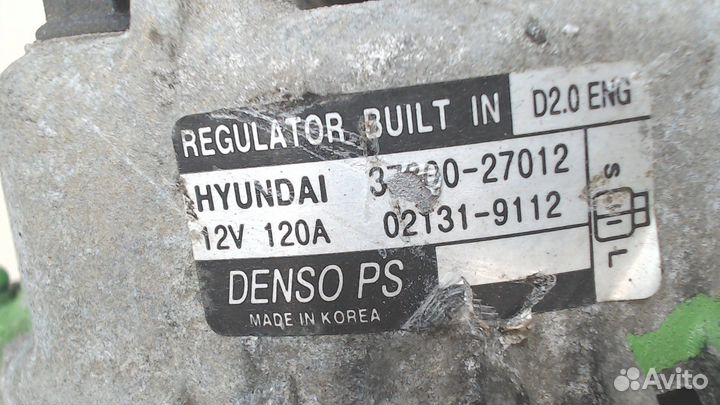 REGULATOR BUILT IN D2.0 ENG
HYUNDAI
12V 120A 02131-9112
S
L
DENSO PS
MADE IN KOREA
Avito